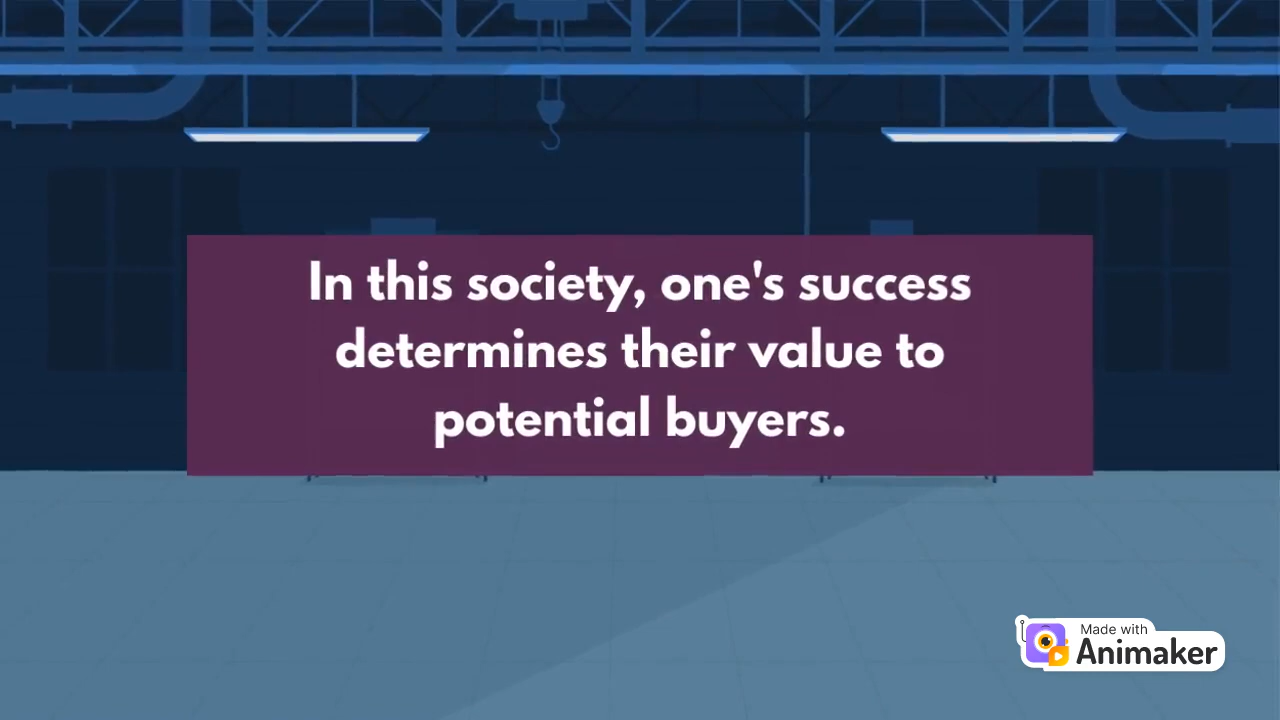 In this society, one's success
determines their value to
potential buyers.
Made with
Animaker